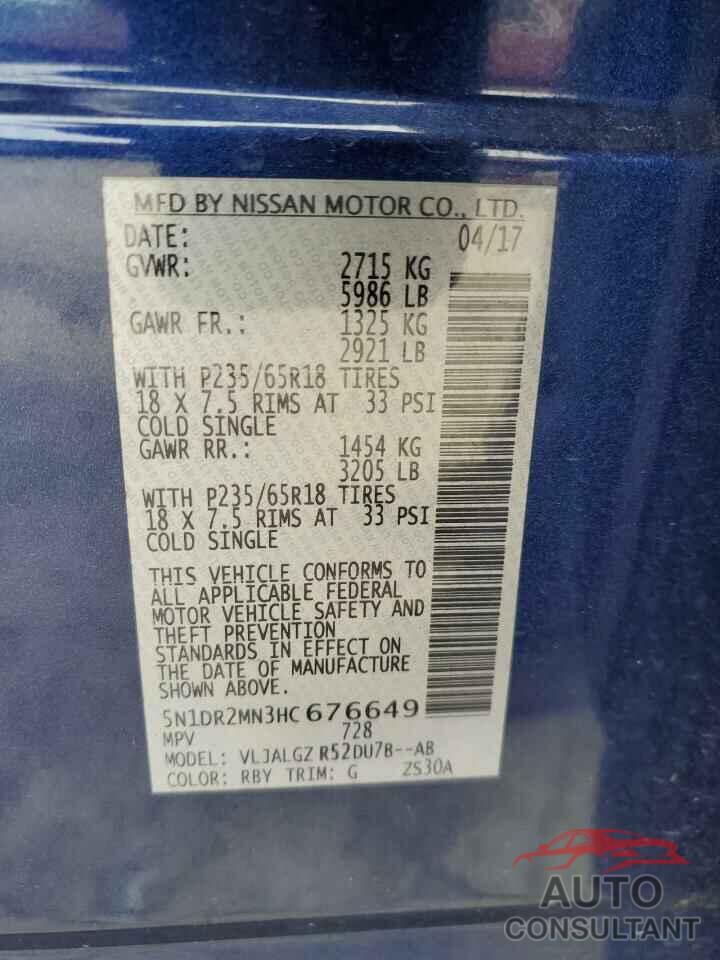 MFD BY NISSAN MOTOR CO., LTD.
DATE: 04/17
GVWR: 2715 KG
5986 LB
GAWR FR.: 1325 KG
2921 LB
WITH P235/65R18 TIRES
18 X 7.5 RIMS AT 33 PSI
COLD SINGLE
GAWR RR.: 1454 KG
3205 LB
WITH P235/65R18 TIRES
18 X 7.5 RIMS AT 33 PSI
COLD SINGLE
THIS VEHICLE CONFORMS TO
ALL APPLICABLE FEDERAL
MOTOR VEHICLE SAFETY AND
THEFT PREVENTION
STANDARDS IN EFFECT ON
THE DATE OF MANUFACTURE
SHOWN ABOVE.
5N1DR2MN3HC676649
MPV 728
MODEL: VLJALGZ R52DU7B--AB
COLOR: RBY TRIM: G ZS30A
AUTO
CONSULTANT